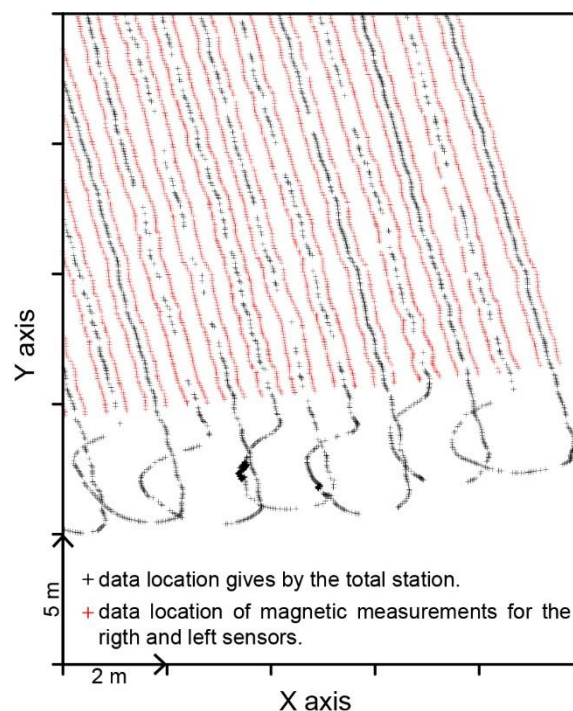 Y axis
5 m
+ data location gives by the total station.
+ data location of magnetic measurements for the
rigth and left sensors.
2 m
X axis